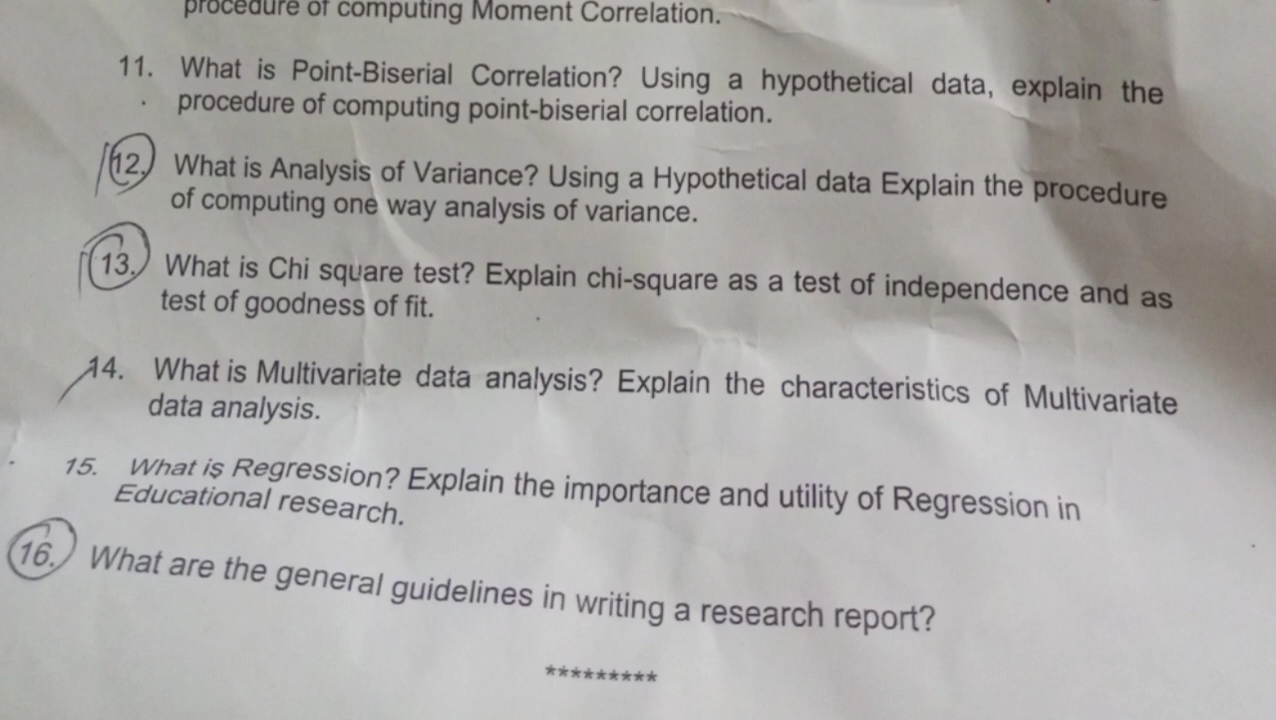 procedure of computing Moment Correlation.
11. What is Point-Biserial Correlation? Using a hypothetical data, explain the
procedure of computing point-biserial correlation.
12. What is Analysis of Variance? Using a Hypothetical data Explain the procedure
of computing one way analysis of variance.
13. What is Chi square test? Explain chi-square as a test of independence and as
test of goodness of fit.
14. What is Multivariate data analysis? Explain the characteristics of Multivariate
data analysis.
15. What is Regression? Explain the importance and utility of Regression in
Educational research.
16. What are the general guidelines in writing a research report?
*********